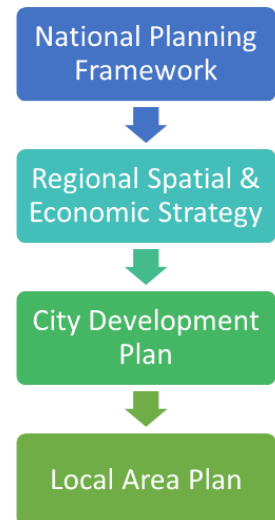 National Planning
Framework
Regional Spatial &
Economic Strategy
City Development
Plan
Local Area Plan